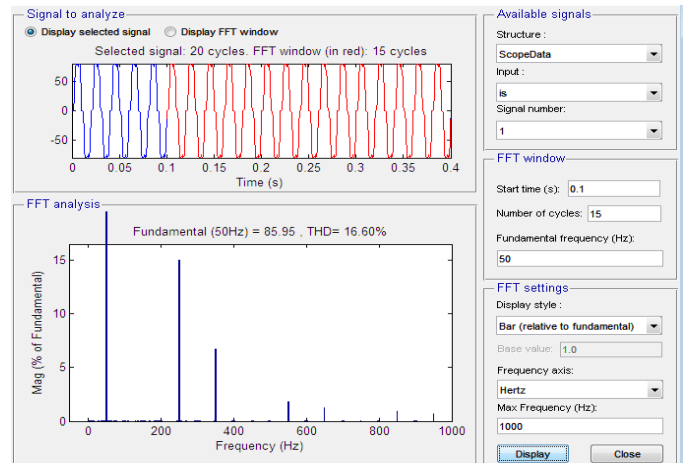 Signal to analyze
Display selected signal Display FFT window
Selected signal: 20 cycles. FFT window (in red): 15 cycles
50
0
-50
0 0.05 0.1 0.15 0.2 0.25 0.3 0.35 0.4
Time (s)
FFT analysis
Fundamental (50Hz) = 85.95 , THD= 16.60%
15
10
5
0
Mag (% of Fundamental)
0 200 400 600 800 1000
Frequency (Hz)
Available signals
Structure :
ScopeData
Input :
is
Signal number:
1
FFT window
Start time (s): 0.1
Number of cycles: 15
Fundamental frequency (Hz):
50
FFT settings
Display style :
Bar (relative to fundamental)
Base value: 1.0
Frequency axis:
Hertz
Max Frequency (Hz):
1000
Display Close